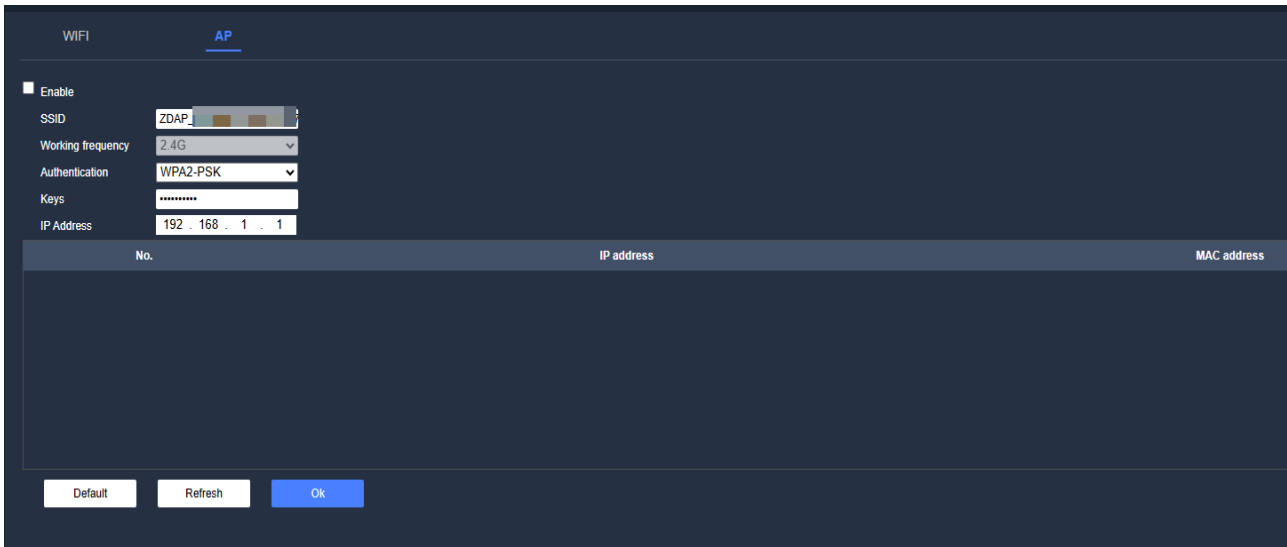 WIFI AP
Enable
SSID ZDAP_
Working frequency 2.4G
Authentication WPA2-PSK
Keys ••••••••••
IP Address 192 . 168 . 1 . 1
No. IP address MAC address
Default Refresh Ok